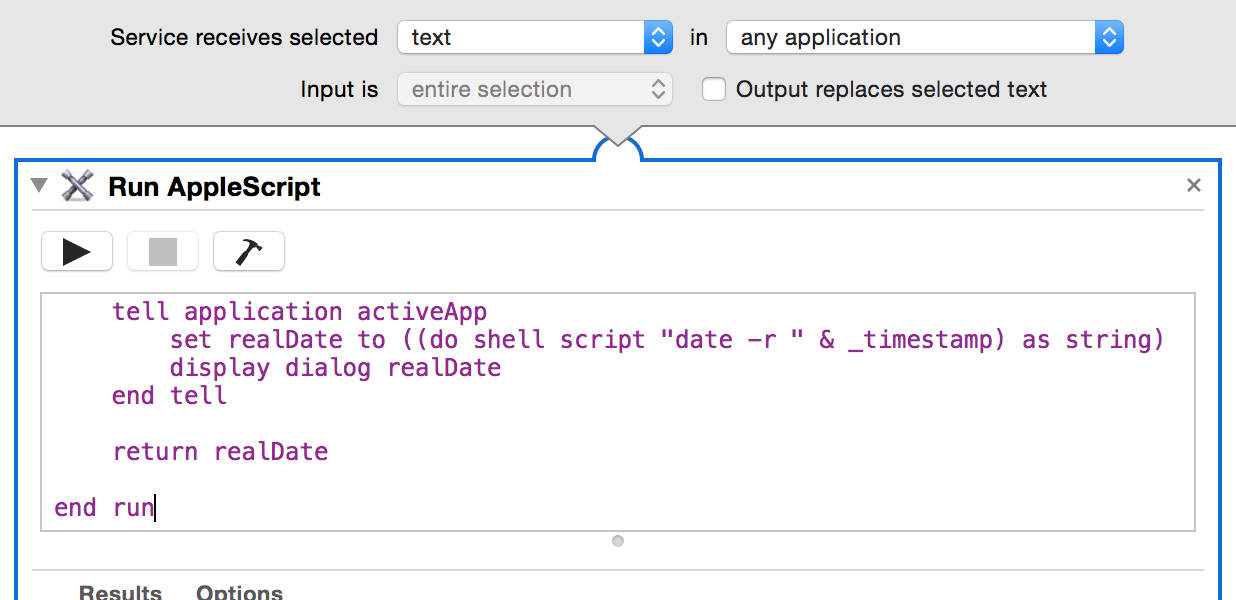 Service receives selected text in any application
Input is entire selection Output replaces selected text
Run AppleScript
tell application activeApp
set realDate to ((do shell script "date -r " & _timestamp) as string)
display dialog realDate
end tell
return realDate
end run
Results Options